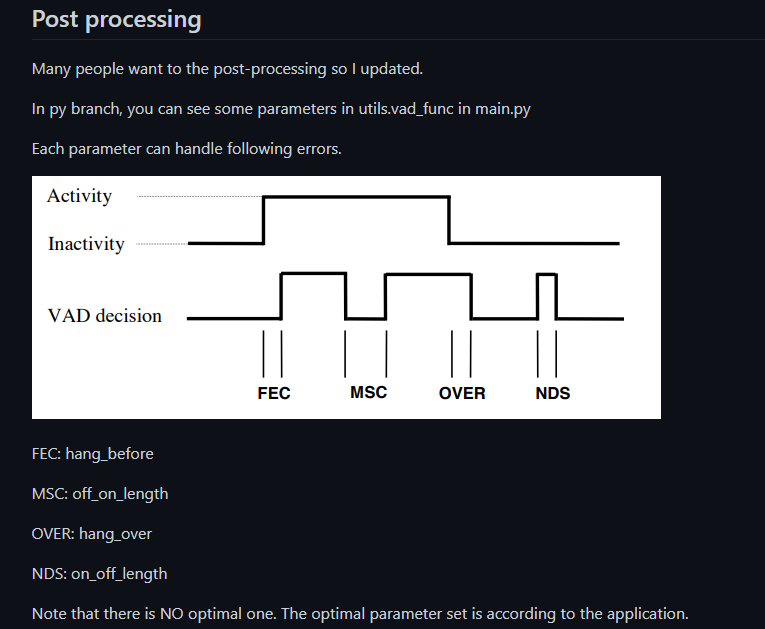 Post processing
Many people want to the post-processing so I updated.
In py branch, you can see some parameters in utils.vad_func in main.py
Each parameter can handle following errors.
Activity
Inactivity
VAD decision
FEC MSC OVER NDS
FEC: hang_before
MSC: off_on_length
OVER: hang_over
NDS: on_off_length
Note that there is NO optimal one. The optimal parameter set is according to the application.